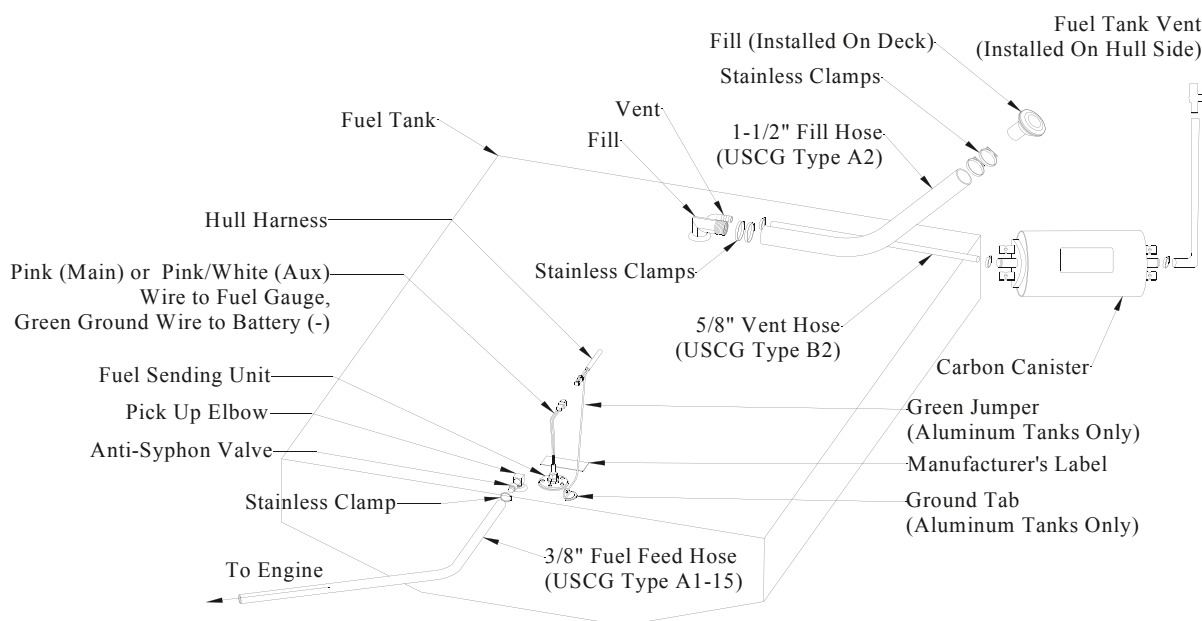 Fuel Tank Vent
(Installed On Hull Side)
Fill (Installed On Deck)
Stainless Clamps
Vent
Fuel Tank
Fill
1-1/2" Fill Hose
(USCG Type A2)
Hull Harness
Stainless Clamps
Pink (Main) or Pink/White (Aux)
Wire to Fuel Gauge,
Green Ground Wire to Battery (-)
5/8" Vent Hose
(USCG Type B2)
Carbon Canister
Fuel Sending Unit
Pick Up Elbow
Anti-Syphon Valve
Stainless Clamp
Green Jumper
(Aluminum Tanks Only)
Manufacturer's Label
Ground Tab
(Aluminum Tanks Only)
3/8" Fuel Feed Hose
(USCG Type A1-15)
To Engine